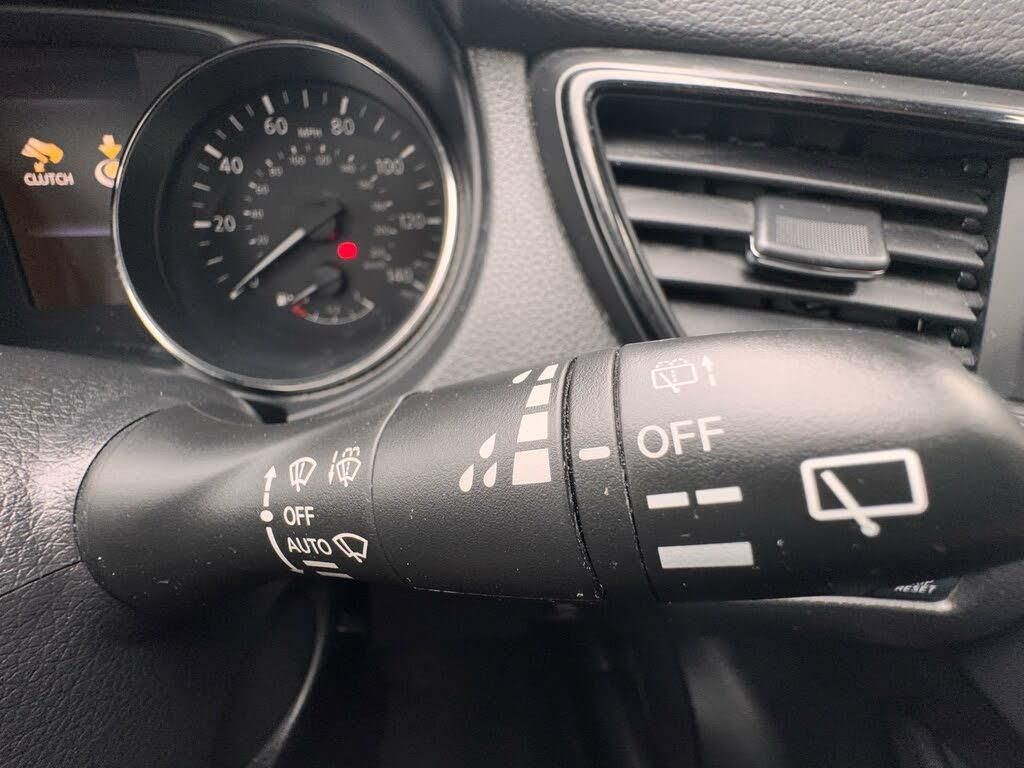 CLUTCH
60 80
MPH
40 100
20 120
140
OFF
OFF
AUTO
RESET